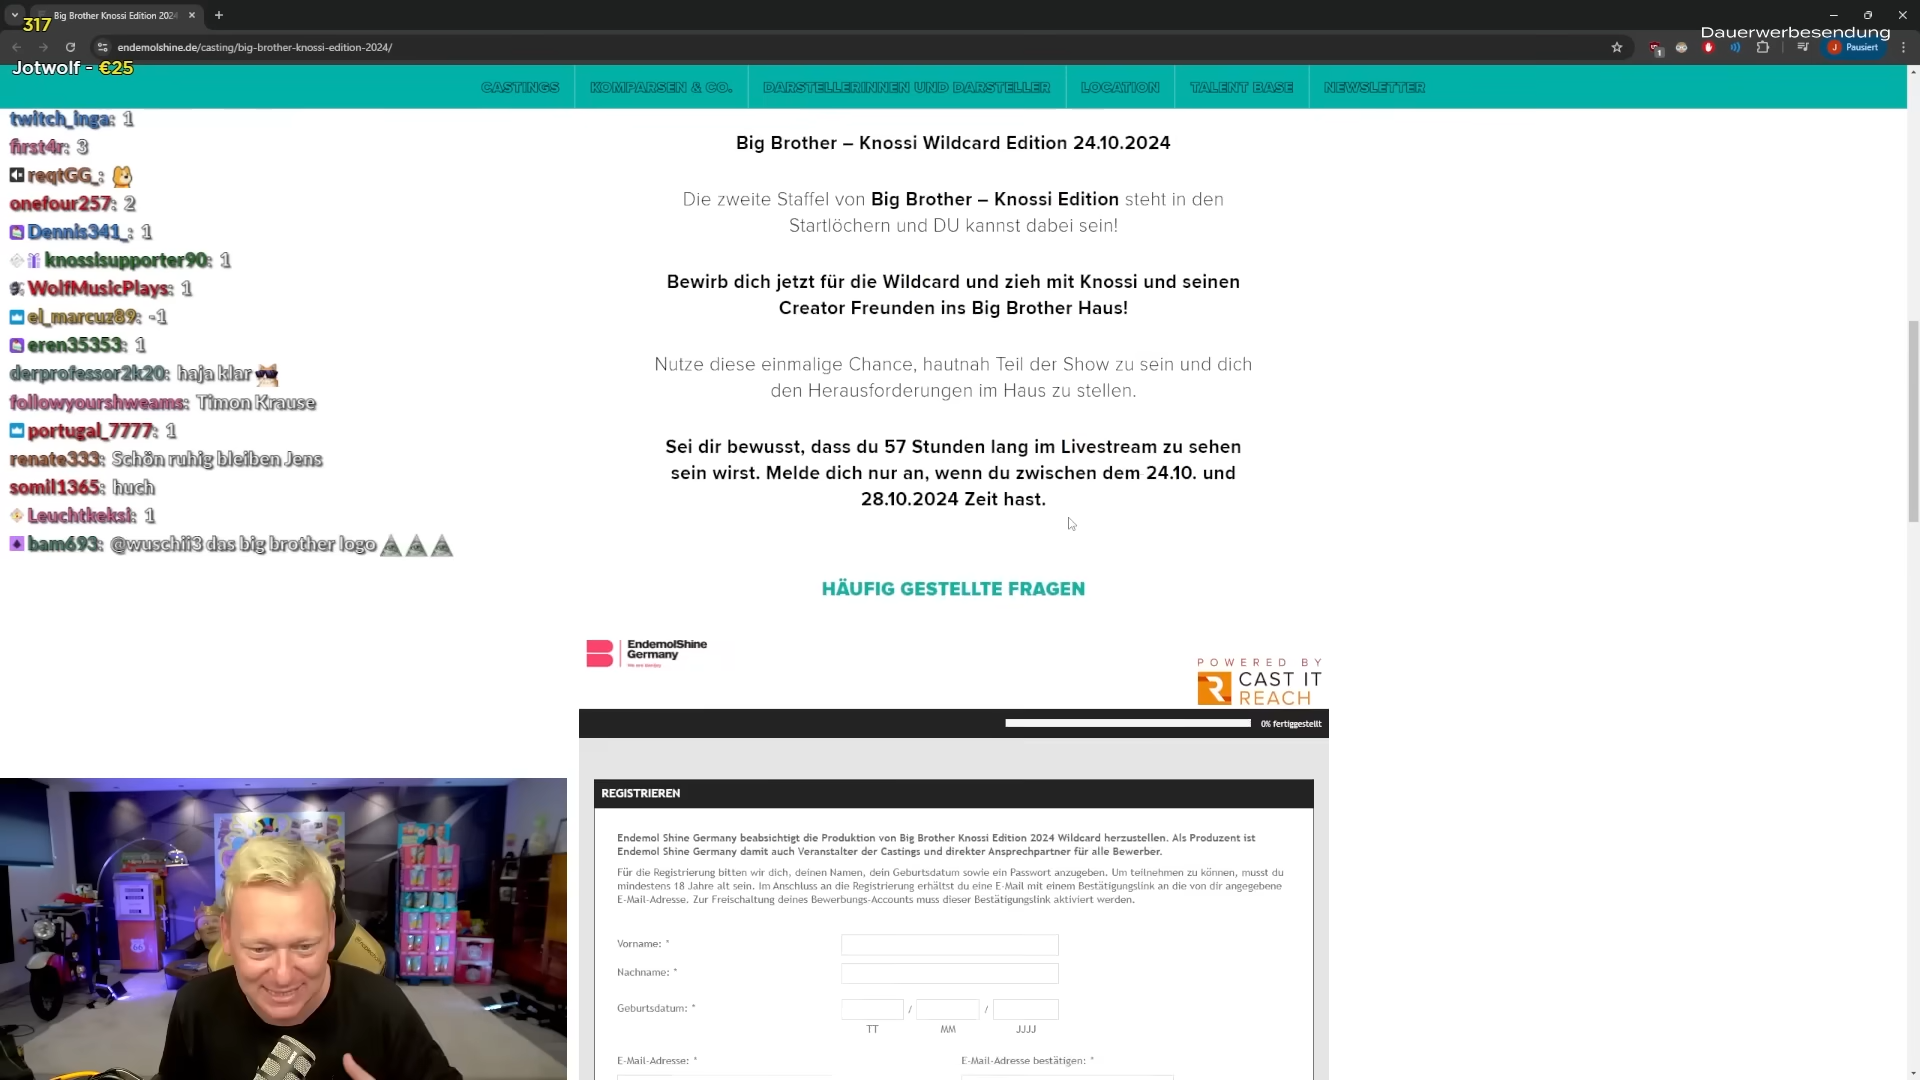 Big Brother Knossi Edition 2024
317
endemolshine.de/casting/big-brother-knossi-edition-2024/
Dauerwerbesendung
1
J Pausiert
Jotwolf - €25
CASTINGS
KOMPARSEN & CO.
DARSTELLERINNEN UND DARSTELLER
LOCATION
TALENT BASE
NEWSLETTER
twitch_inga: 1
first4r: 3
reqtGG_:
onefour257: 2
Dennis341_: 1
knossisupporter90: 1
WolfMusicPlays: 1
el_marcuz89: -1
eren35353: 1
derprofessor2k20: haja klar
followyourshweams: Timon Krause
portugal_7777: 1
renate333: Schön ruhig bleiben Jens
somil1365: huch
Leuchtkeksi: 1
bam693: @wuschii3 das big brother logo
Big Brother – Knossi Wildcard Edition 24.10.2024
Die zweite Staffel von Big Brother – Knossi Edition steht in den
Startlöchern und DU kannst dabei sein!
Bewirb dich jetzt für die Wildcard und zieh mit Knossi und seinen
Creator Freunden ins Big Brother Haus!
Nutze diese einmalige Chance, hautnah Teil der Show zu sein und dich
den Herausforderungen im Haus zu stellen.
Sei dir bewusst, dass du 57 Stunden lang im Livestream zu sehen
sein wirst. Melde dich nur an, wenn du zwischen dem 24.10. und
28.10.2024 Zeit hast.
HÄUFIG GESTELLTE FRAGEN
EndemolShine
Germany
POWERED BY
CAST IT
REACH
0% fertiggestellt
REGISTRIEREN
Endemol Shine Germany beabsichtigt die Produktion von Big Brother Knossi Edition 2024 Wildcard herzustellen. Als Produzent ist
Endemol Shine Germany damit auch Veranstalter der Castings und direkter Ansprechpartner für alle Bewerber.
Für die Registrierung bitten wir dich, deinen Namen, dein Geburtsdatum sowie ein Passwort anzugeben. Um teilnehmen zu können, musst du
mindestens 18 Jahre alt sein. Im Anschluss an die Registrierung erhältst du eine E-Mail mit einem Bestätigungslink an die von dir angegebene
E-Mail-Adresse. Zur Freischaltung deines Bewerbungs-Accounts muss dieser Bestätigungslink aktiviert werden.
Vorname: *
Nachname: *
Geburtsdatum: *
/ /
TT MM JJJJ
E-Mail-Adresse: *
E-Mail-Adresse bestätigen: *